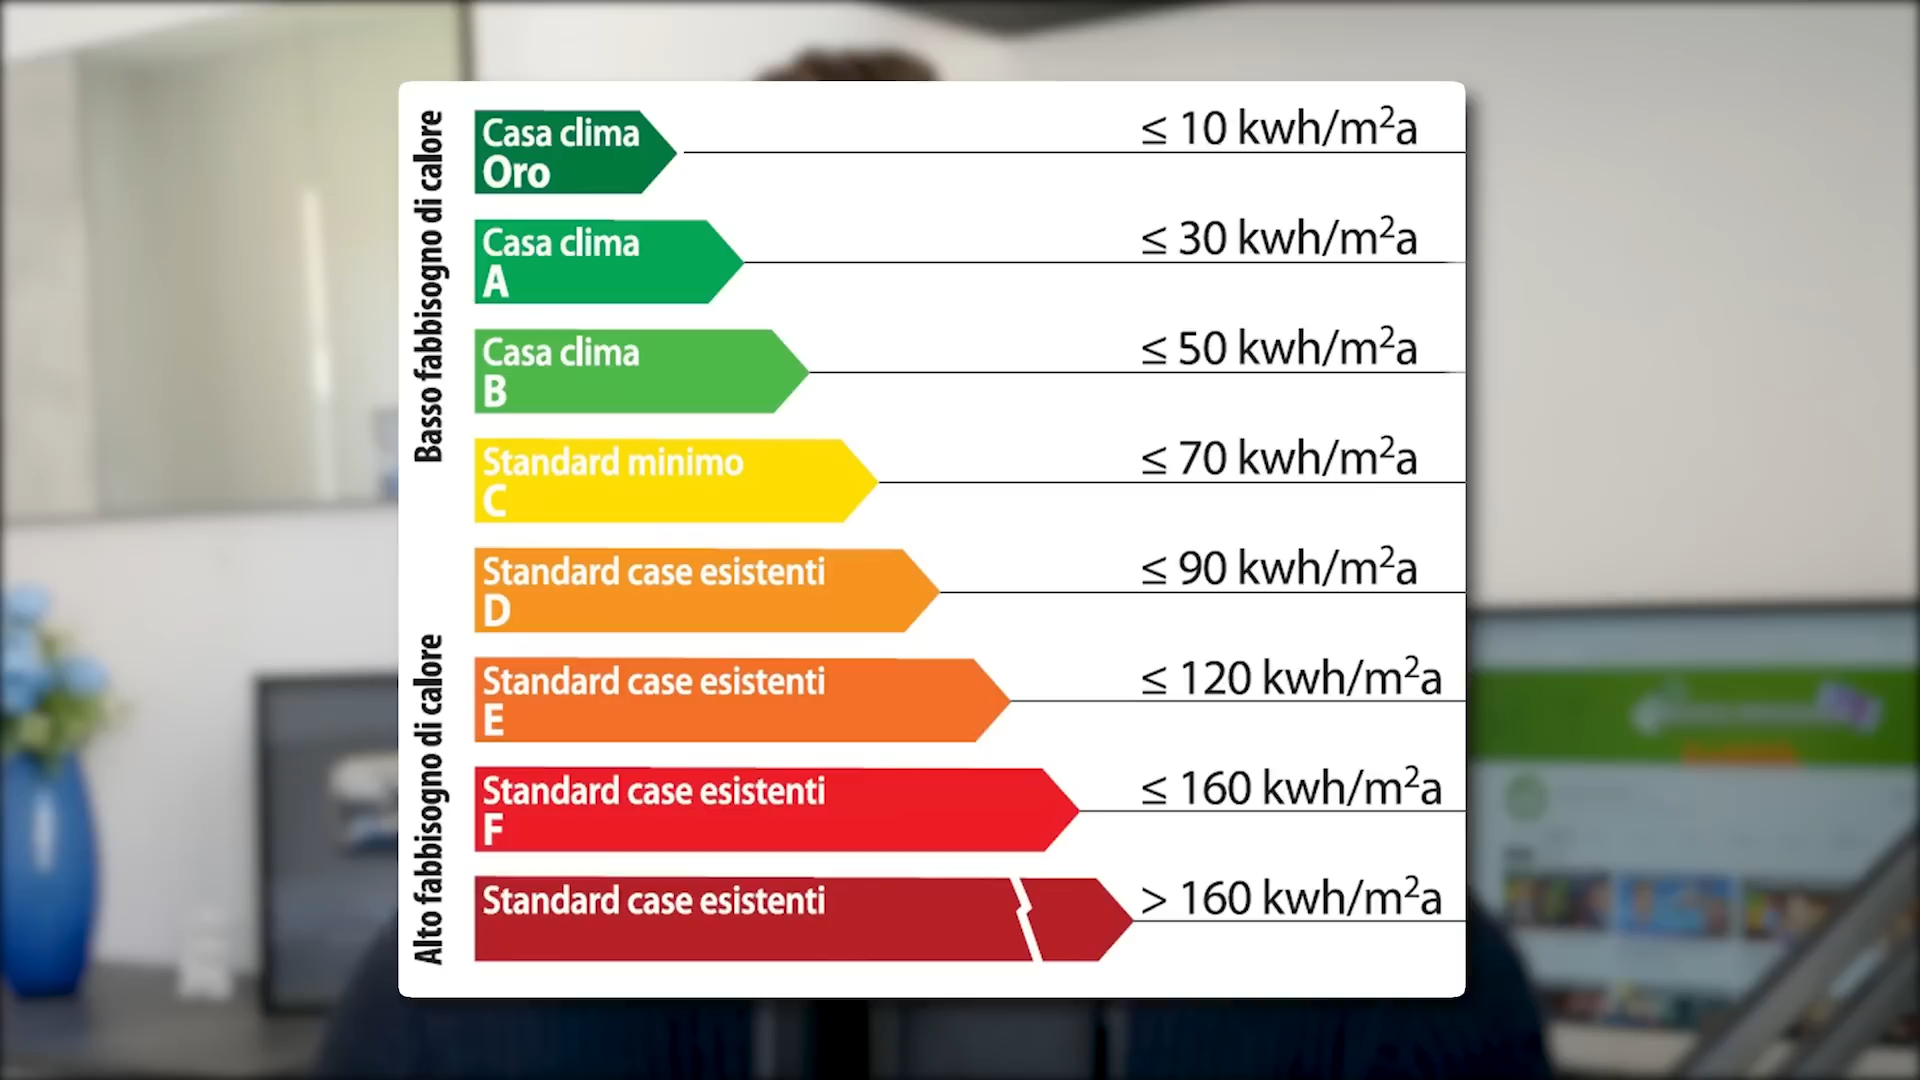 Basso fabbisogno di calore
Alto fabbisogno di calore
Casa clima
Oro
≤ 10 kwh/m²a
Casa clima
A
≤ 30 kwh/m²a
Casa clima
B
≤ 50 kwh/m²a
Standard minimo
C
≤ 70 kwh/m²a
Standard case esistenti
D
≤ 90 kwh/m²a
Standard case esistenti
E
≤ 120 kwh/m²a
Standard case esistenti
F
≤ 160 kwh/m²a
Standard case esistenti
> 160 kwh/m²a